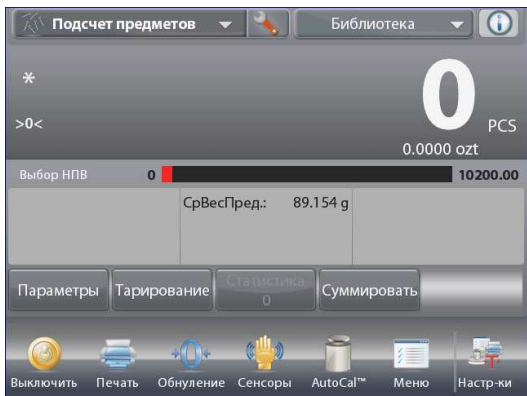 Подсчет предметов Библиотека
*
0
>0< PCS
0.0000 ozt
Выбор НПВ 0 10200.00
СрВесПред.: 89.154 g
Параметры Тарирование Статистика 0 Суммировать
Выключить Печать Обнуление Сенсоры AutoCal™ Меню Настр-ки